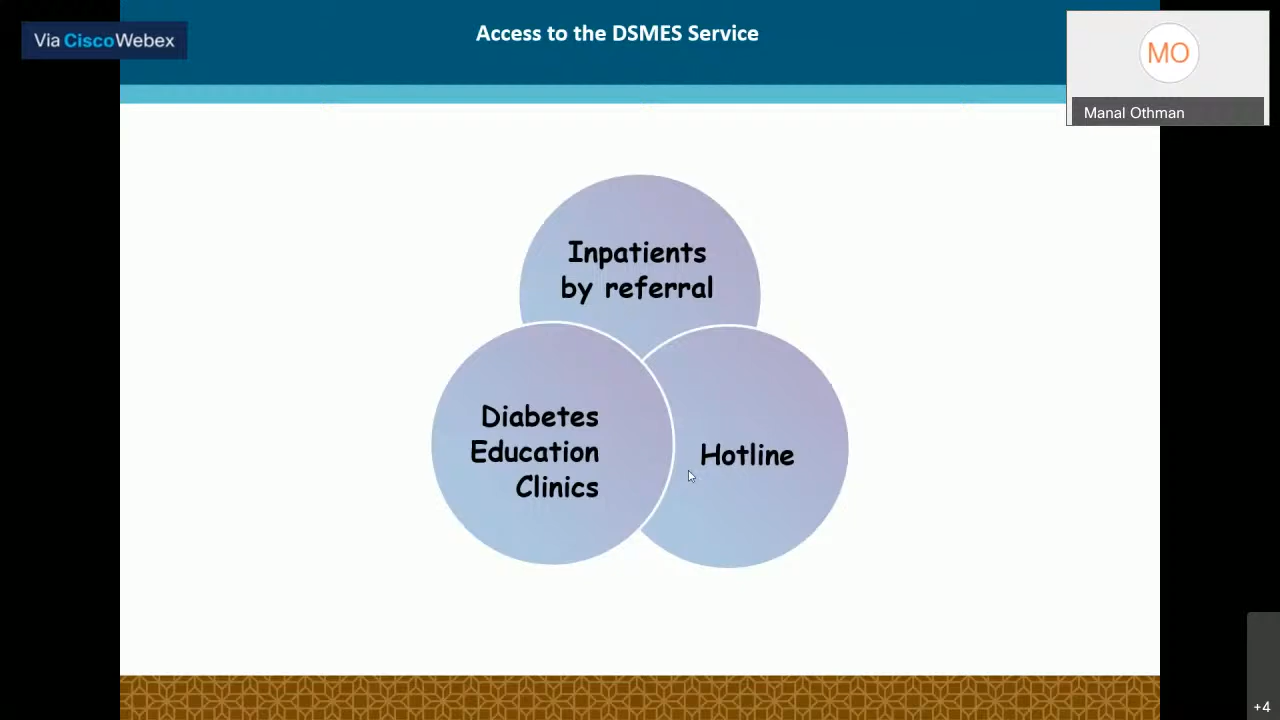 Via CiscoWebex
Access to the DSMES Service
MO
Manal Othman
Inpatients
by referral
Diabetes
Education
Clinics
Hotline
+4